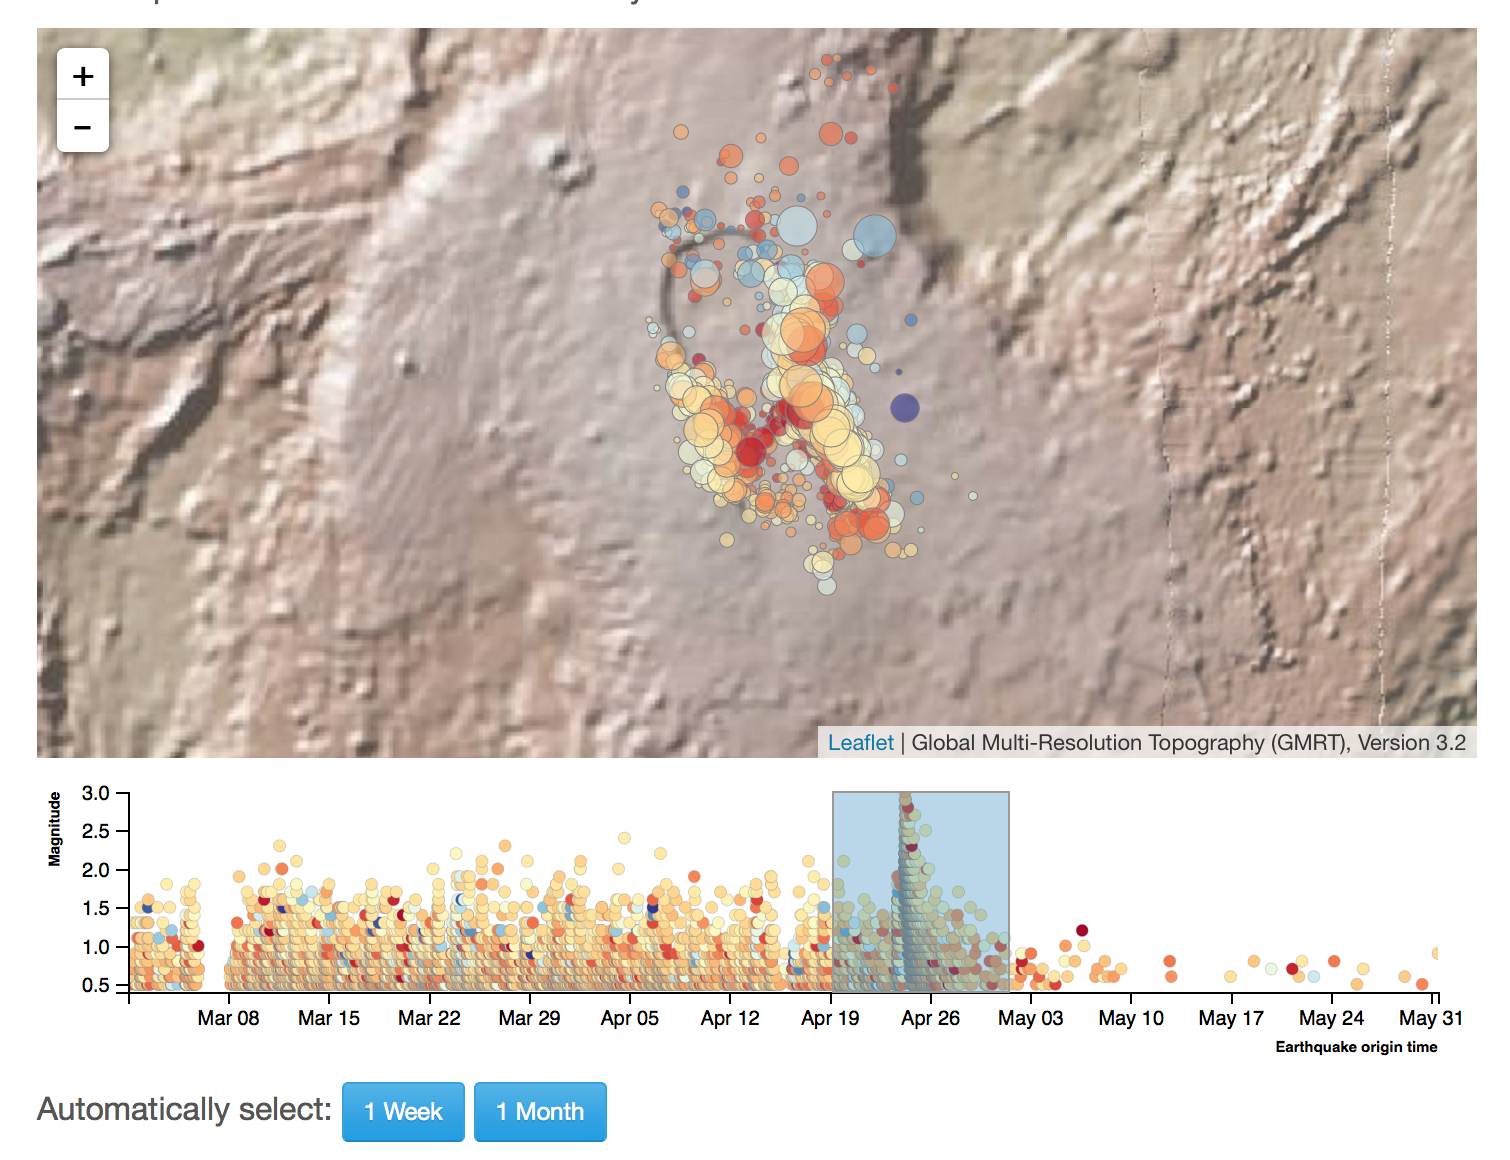 +
−
Leaflet | Global Multi-Resolution Topography (GMRT), Version 3.2
Magnitude
3.0
2.5
2.0
1.5
1.0
0.5
Mar 08 Mar 15 Mar 22 Mar 29 Apr 05 Apr 12 Apr 19 Apr 26 May 03 May 10 May 17 May 24 May 31
Earthquake origin time
Automatically select: 1 Week 1 Month